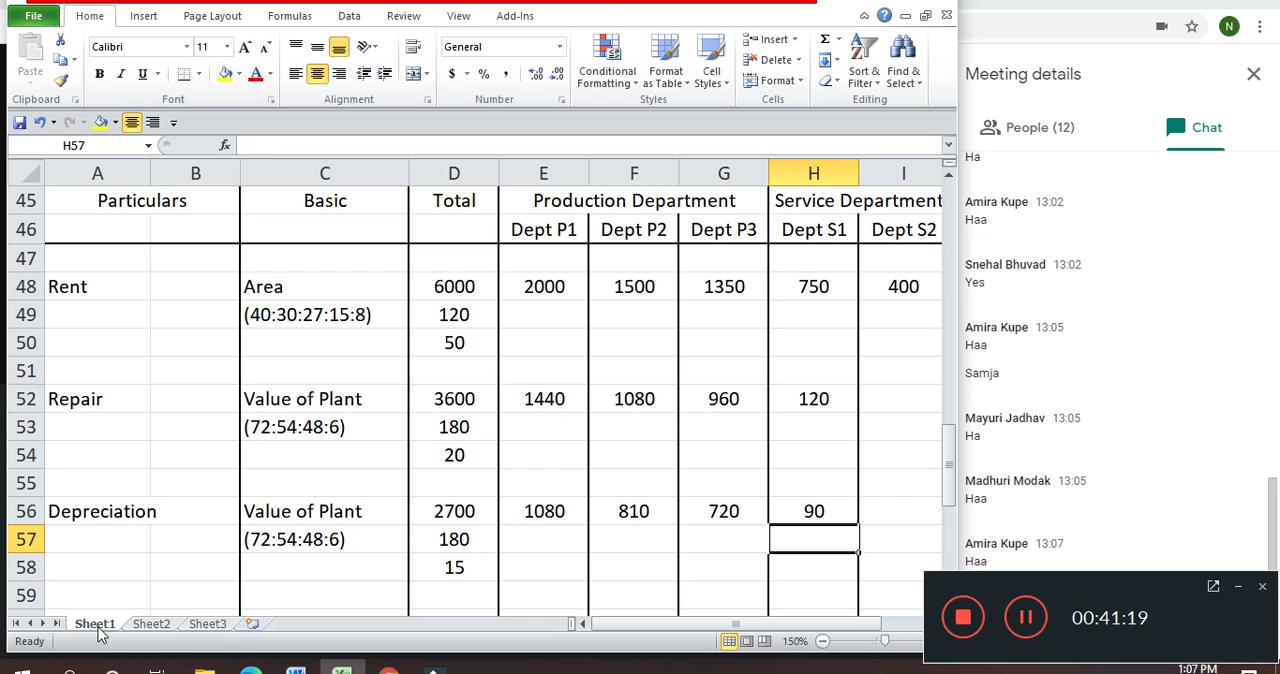 File Home Insert Page Layout Formulas Data Review View Add-Ins
Calibri 11 General Insert
Paste B I U $ % , Conditional Formatting Format as Table Cell Styles Delete Format Sort & Filter Find & Select
Clipboard Font Alignment Number Styles Cells Editing
H57 fx
A B C D E F G H I
45 Particulars Basic Total Production Department Service Department
46 Dept P1 Dept P2 Dept P3 Dept S1 Dept S2
47
48 Rent Area 6000 2000 1500 1350 750 400
49 (40:30:27:15:8) 120
50 50
51
52 Repair Value of Plant 3600 1440 1080 960 120
53 (72:54:48:6) 180
54 20
55
56 Depreciation Value of Plant 2700 1080 810 720 90
57 (72:54:48:6) 180
58 15
59
Sheet1 Sheet2 Sheet3
Ready 150%
N
Meeting details
People (12) Chat
Ha
Amira Kupe 13:02
Haa
Snehal Bhuvad 13:02
Yes
Amira Kupe 13:05
Haa
Samja
Mayuri Jadhav 13:05
Ha
Madhuri Modak 13:05
Haa
Amira Kupe 13:07
Haa
00:41:19
1:07 PM